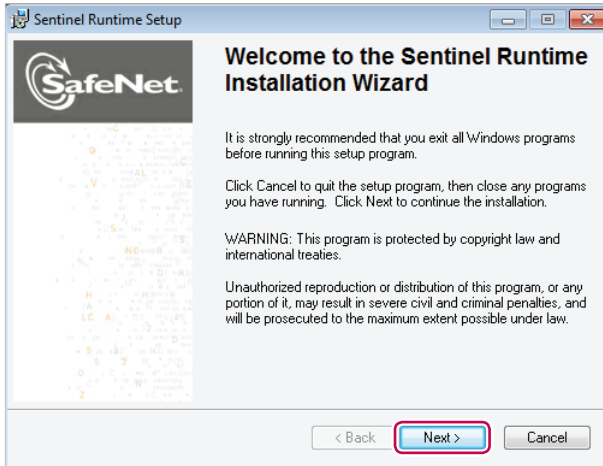 Sentinel Runtime Setup
SafeNet.
Welcome to the Sentinel Runtime
Installation Wizard
It is strongly recommended that you exit all Windows programs
before running this setup program.
Click Cancel to quit the setup program, then close any programs
you have running. Click Next to continue the installation.
WARNING: This program is protected by copyright law and
international treaties.
Unauthorized reproduction or distribution of this program, or any
portion of it, may result in severe civil and criminal penalties, and
will be prosecuted to the maximum extent possible under law.
< Back
Next >
Cancel